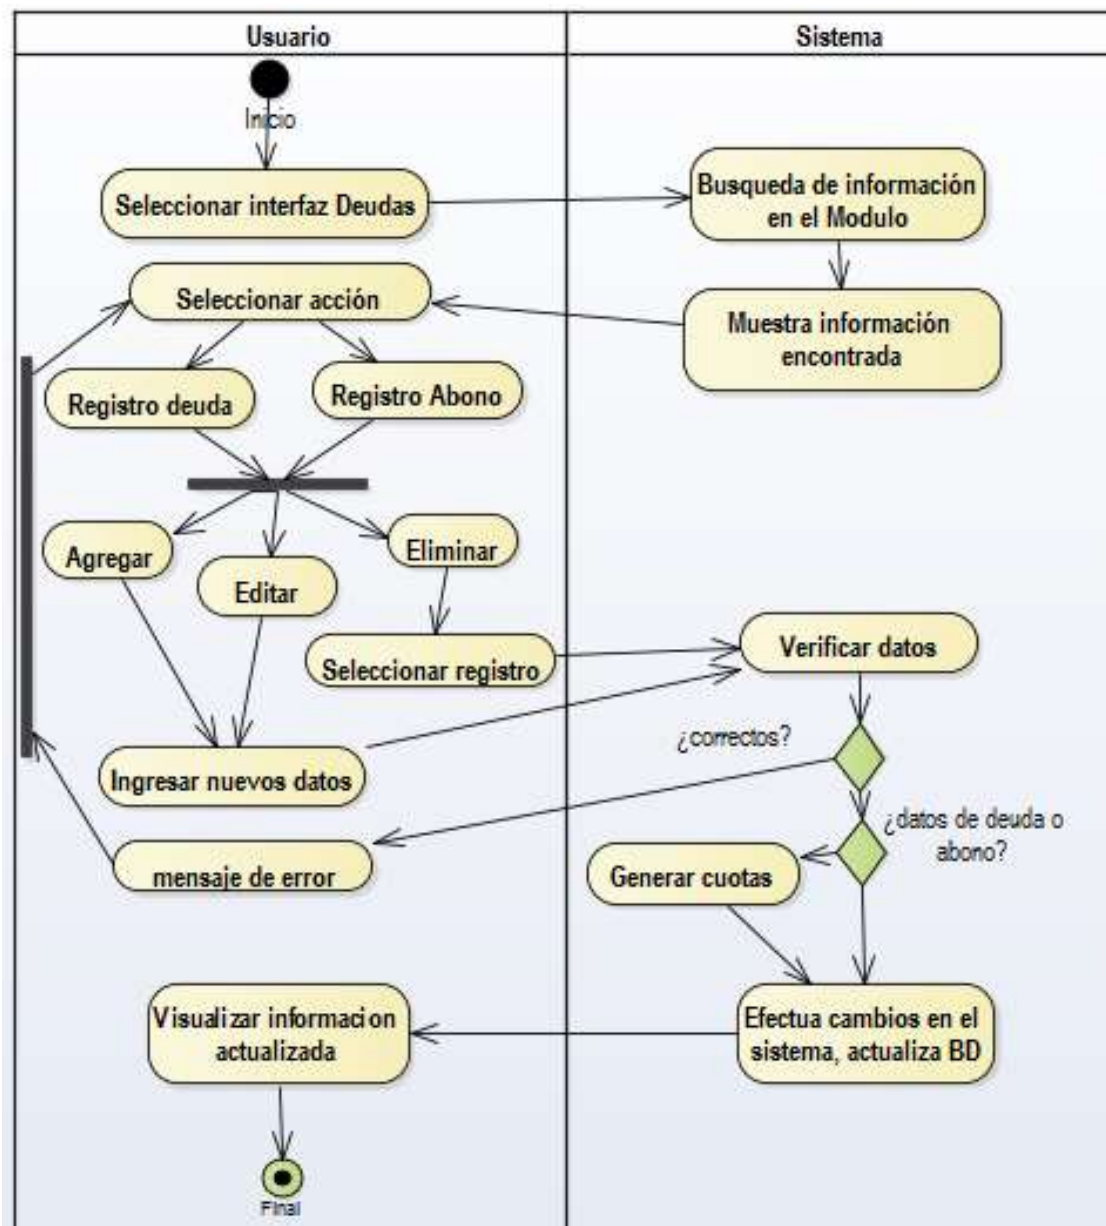 Usuario
Sistema
Inicio
Seleccionar interfaz Deudas
Busqueda de información
en el Modulo
Seleccionar acción
Muestra información
encontrada
Registro deuda
Registro Abono
Agregar
Editar
Eliminar
Seleccionar registro
Verificar datos
¿correctos?
Ingresar nuevos datos
¿datos de deuda o
abono?
mensaje de error
Generar cuotas
Visualizar informacion
actualizada
Efectua cambios en el
sistema, actualiza BD
Final